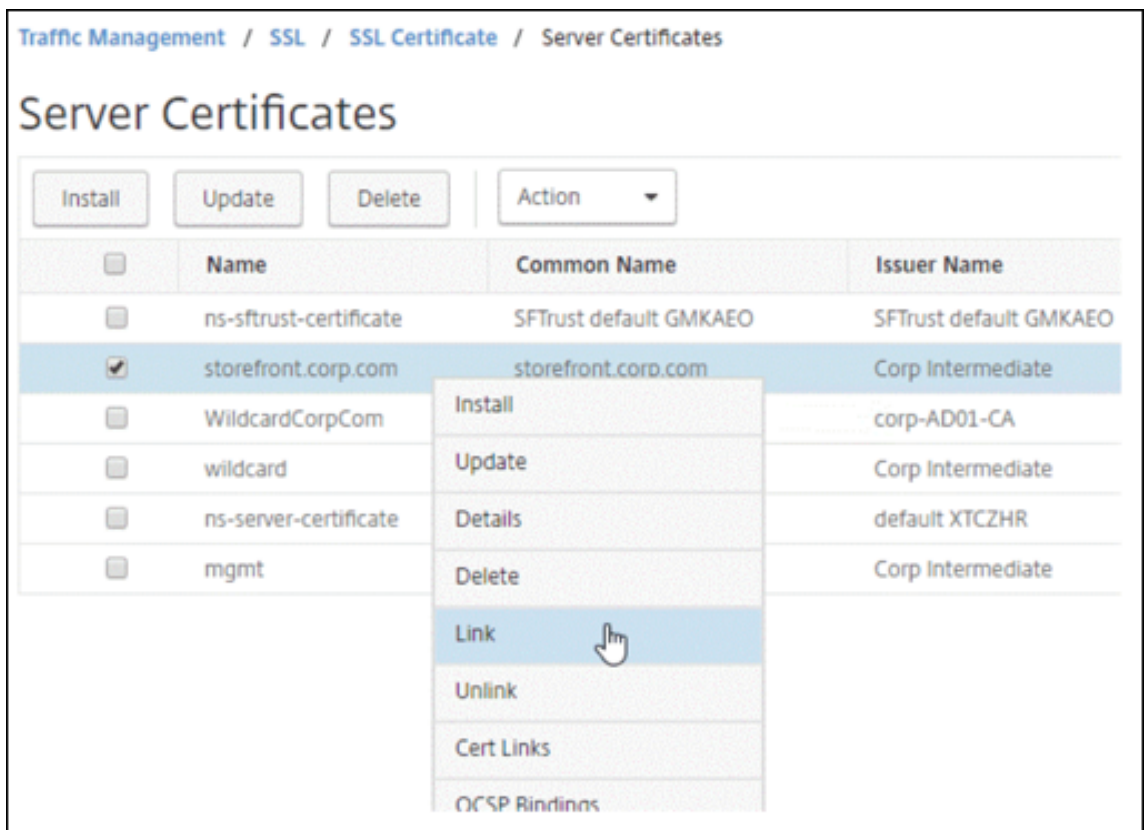 Traffic Management / SSL / SSL Certificate / Server Certificates
Server Certificates
Install Update Delete Action
Name Common Name Issuer Name
ns-sftrust-certificate SFTrust default GMKAEO SFTrust default GMKAEO
storefront.corp.com storefront.corp.com Corp Intermediate
Install
WildcardCorpCom corp-AD01-CA
Update
wildcard Corp Intermediate
Details
ns-server-certificate default XTCZHR
Delete
mgmt Corp Intermediate
Link
Unlink
Cert Links
OCSP Bindings